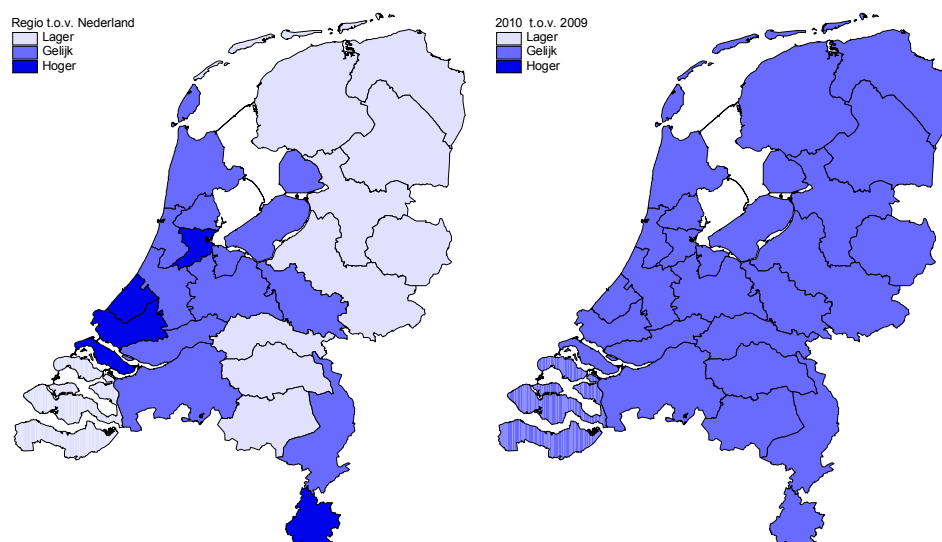 Regio t.o.v. Nederland
Lager
Gelijk
Hoger
2010 t.o.v. 2009
Lager
Gelijk
Hoger